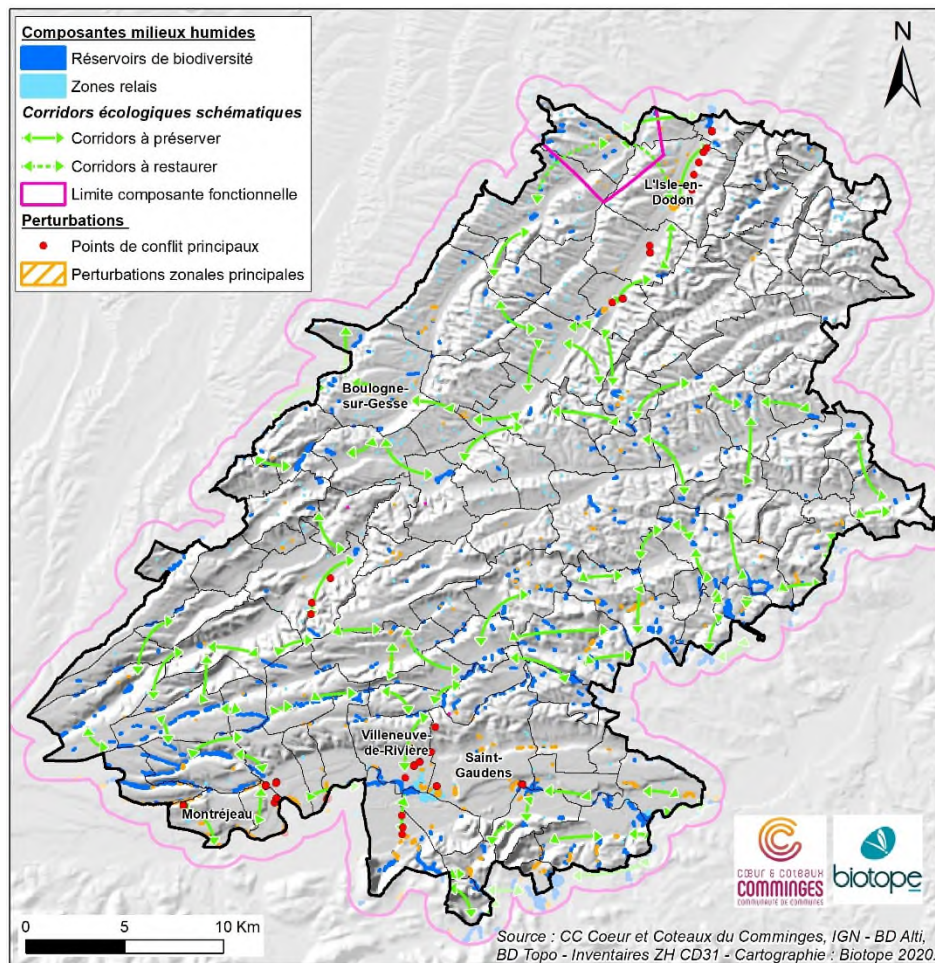 Composantes milieux humides
Réservoirs de biodiversité
Zones relais
Corridors écologiques schématiques
Corridors à préserver
Corridors à restaurer
Limite composante fonctionnelle
Perturbations
Points de conflit principaux
Perturbations zonales principales
N
L'Isle-en-
Dodon
Boulogne-
sur-Gesse
Villeneuve-
de-Rivière
Saint-
Gaudens
Montréjeau
CŒUR & COTEAUX
COMMINGES
COMMUNAUTÉ DE COMMUNES
biotope
0 5 10 Km
Source : CC Coeur et Coteaux du Comminges, IGN - BD Alti,
BD Topo - Inventaires ZH CD31 - Cartographie : Biotope 2020.